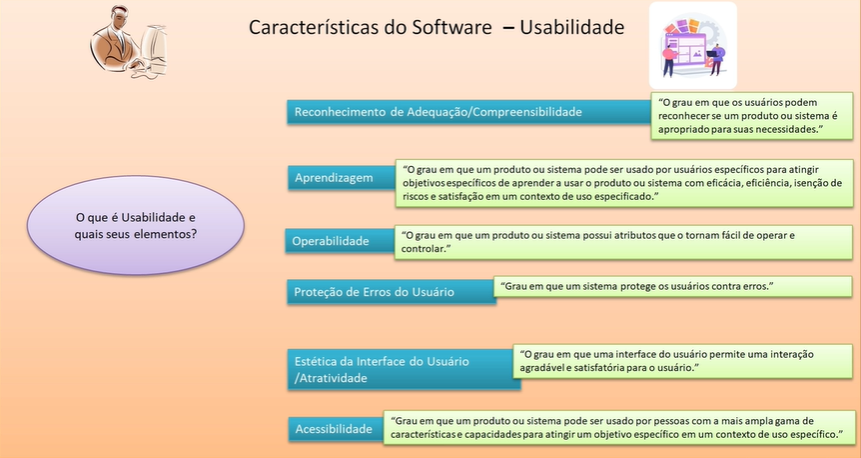 Características do Software – Usabilidade
O que é Usabilidade e
quais seus elementos?
Reconhecimento de Adequação/Compreensibilidade
“O grau em que os usuários podem
reconhecer se um produto ou sistema é
apropriado para suas necessidades.”
Aprendizagem
“O grau em que um produto ou sistema pode ser usado por usuários específicos para atingir
objetivos específicos de aprender a usar o produto ou sistema com eficácia, eficiência, isenção de
riscos e satisfação em um contexto de uso especificado.”
Operabilidade
“O grau em que um produto ou sistema possui atributos que o tornam fácil de operar e
controlar.”
Proteção de Erros do Usuário
“Grau em que um sistema protege os usuários contra erros.”
Estética da Interface do Usuário
/Atratividade
“O grau em que uma interface do usuário permite uma interação
agradável e satisfatória para o usuário.”
Acessibilidade
“Grau em que um produto ou sistema pode ser usado por pessoas com a mais ampla gama de
características e capacidades para atingir um objetivo específico em um contexto de uso específico.”